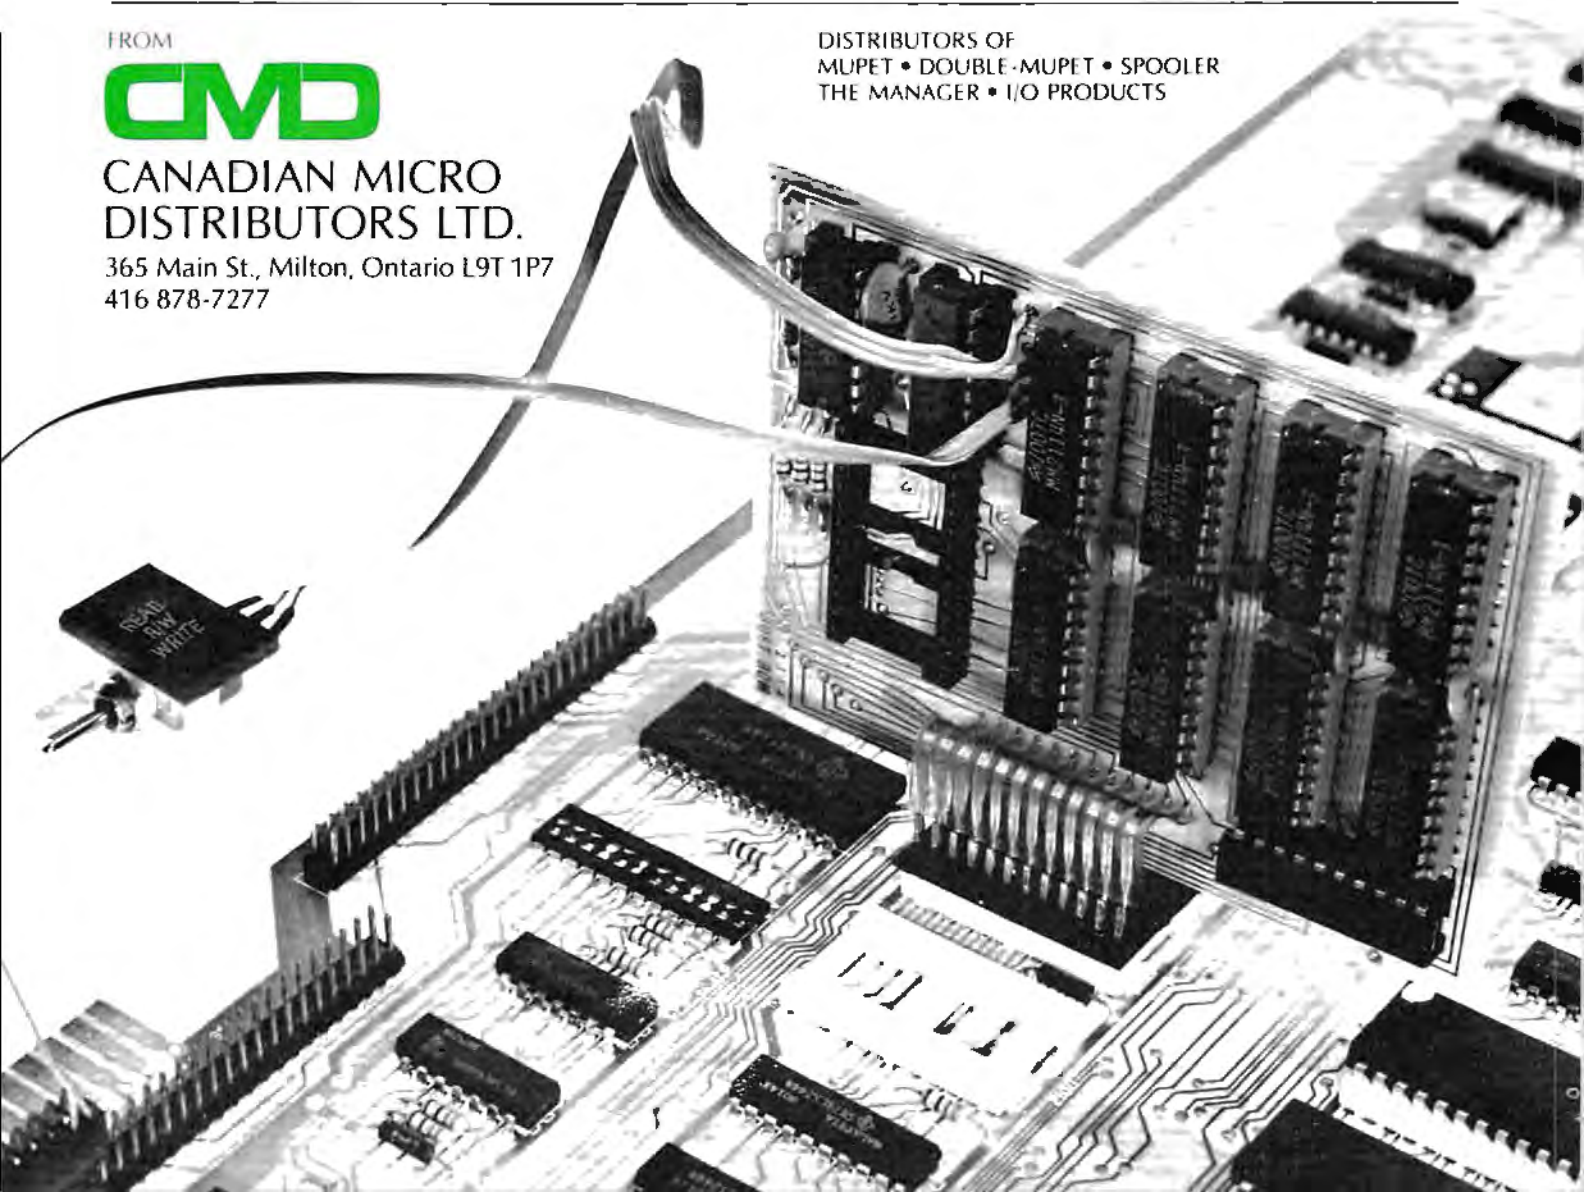 FROM
CMD
CANADIAN MICRO
DISTRIBUTORS LTD.
365 Main St., Milton, Ontario L9T 1P7
416 878-7277
DISTRIBUTORS OF
MUPET • DOUBLE-MUPET • SPOOLER
THE MANAGER • I/O PRODUCTS
READ
R/W
WRITE